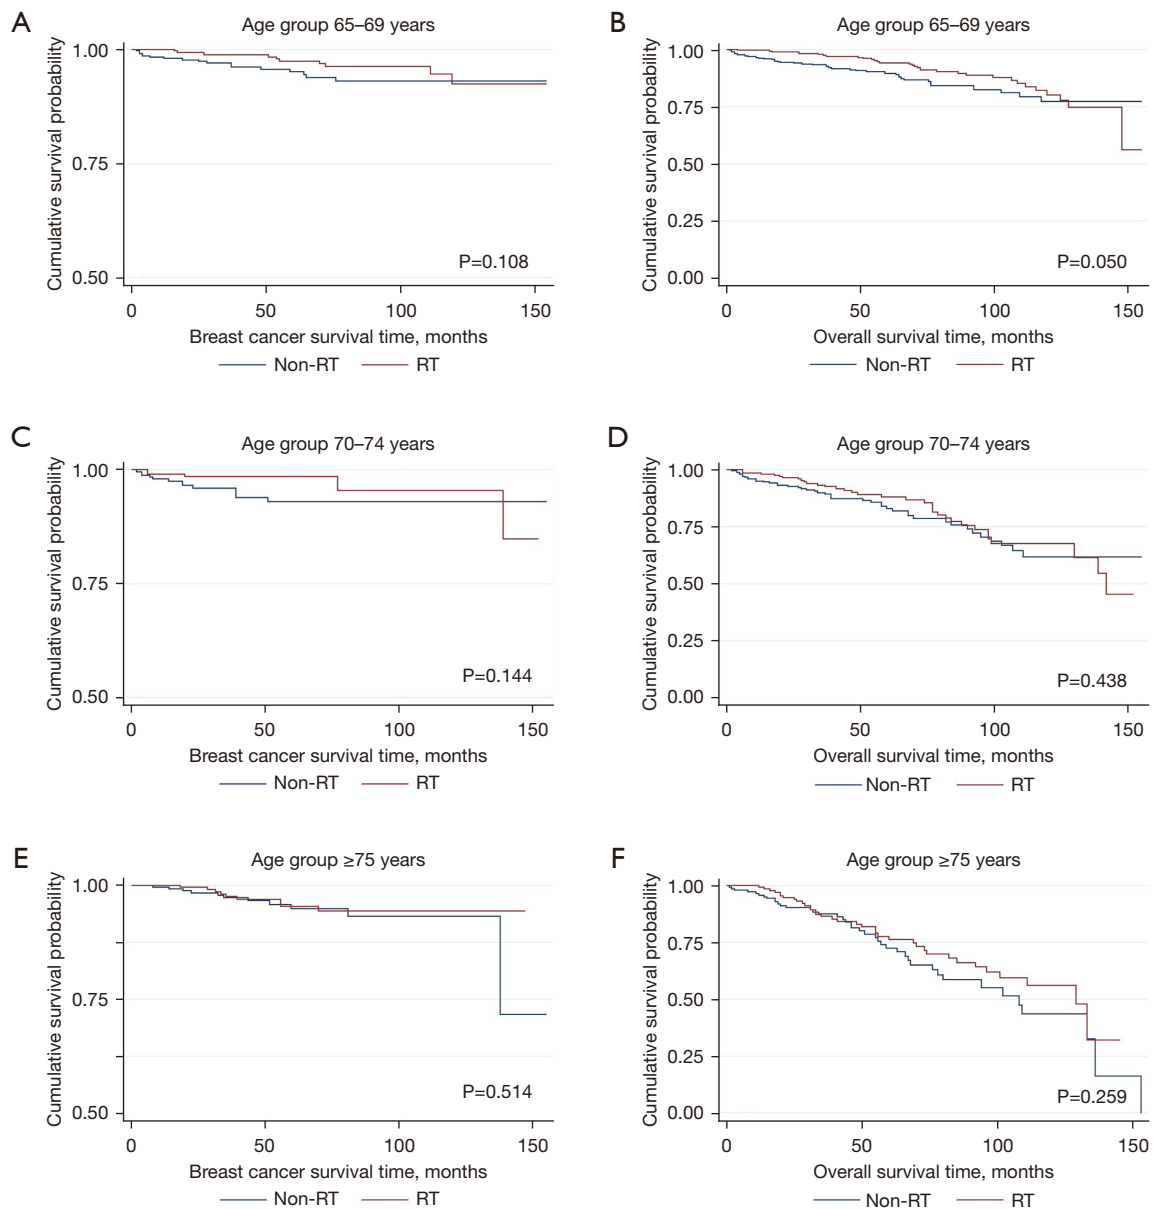 A
Age group 65–69 years
Cumulative survival probability
1.00
0.75
0.50
P=0.108
0 50 100 150
Breast cancer survival time, months
Non-RT RT
B
Age group 65–69 years
Cumulative survival probability
1.00
0.75
0.50
0.25
0.00
P=0.050
0 50 100 150
Overall survival time, months
Non-RT RT
C
Age group 70–74 years
Cumulative survival probability
1.00
0.75
0.50
P=0.144
0 50 100 150
Breast cancer survival time, months
Non-RT RT
D
Age group 70–74 years
Cumulative survival probability
1.00
0.75
0.50
0.25
0.00
P=0.438
0 50 100 150
Overall survival time, months
Non-RT RT
E
Age group ≥75 years
Cumulative survival probability
1.00
0.75
0.50
P=0.514
0 50 100 150
Breast cancer survival time, months
Non-RT RT
F
Age group ≥75 years
Cumulative survival probability
1.00
0.75
0.50
0.25
0.00
P=0.259
0 50 100 150
Overall survival time, months
Non-RT RT